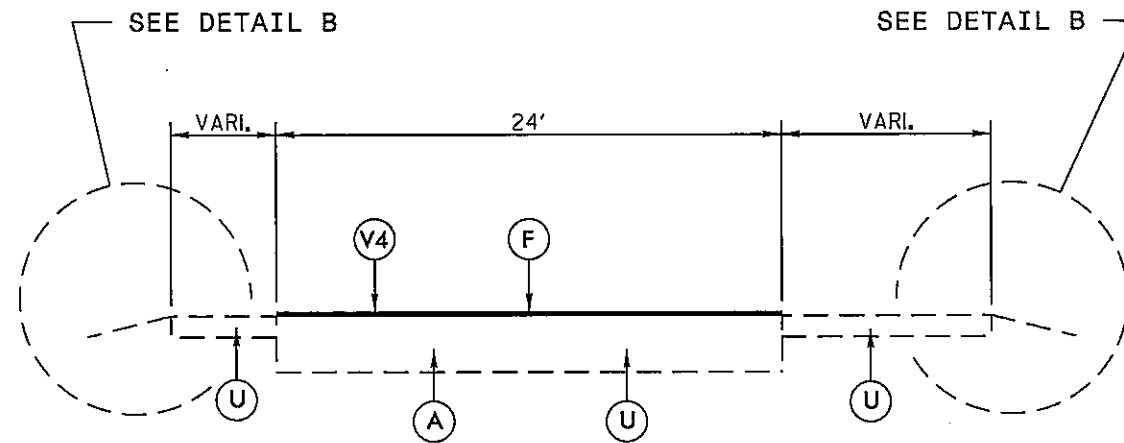 SEE DETAIL B
SEE DETAIL B
VARI.
24'
VARI.
V4
F
U
A
U
U